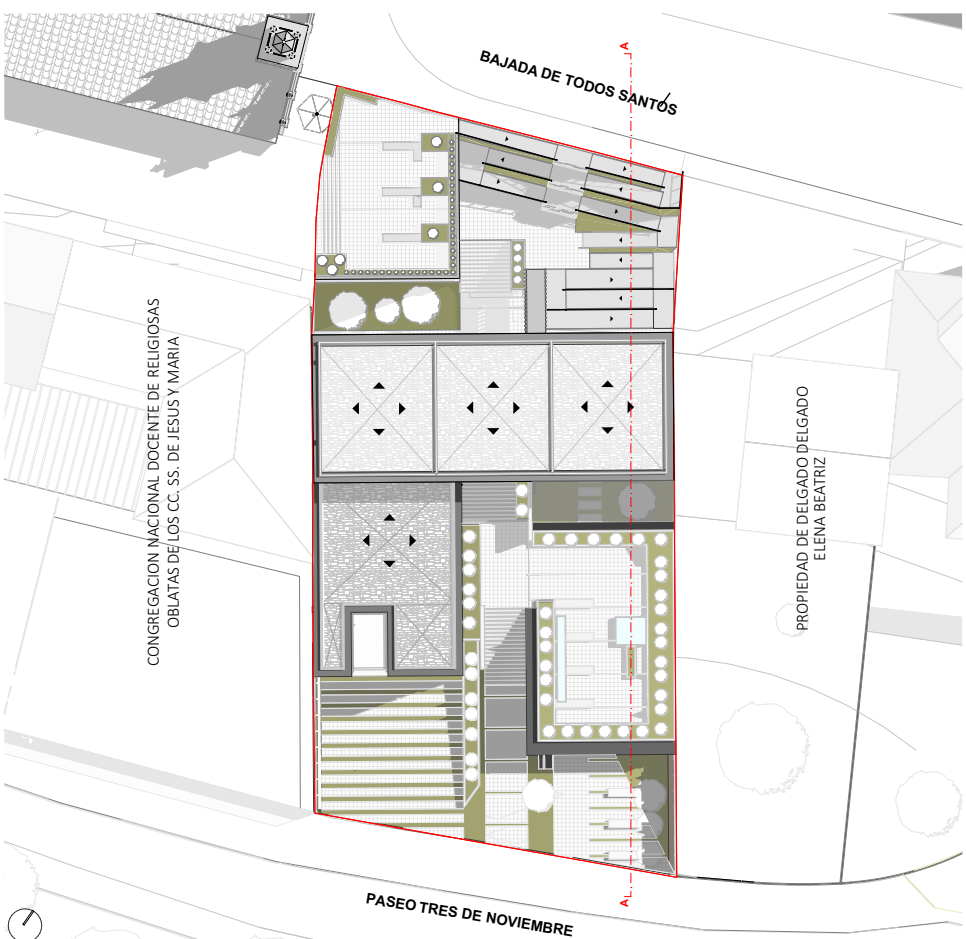 A
BAJADA DE TODOS SANTOS
CONGREGACION NACIONAL DOCENTE DE RELIGIOSAS
OBLATAS DE LOS CC. SS. DE JESUS Y MARIA
PROPIEDAD DE DELGADO DELGADO
ELENA BEATRIZ
PASEO TRES DE NOVIEMBRE
A